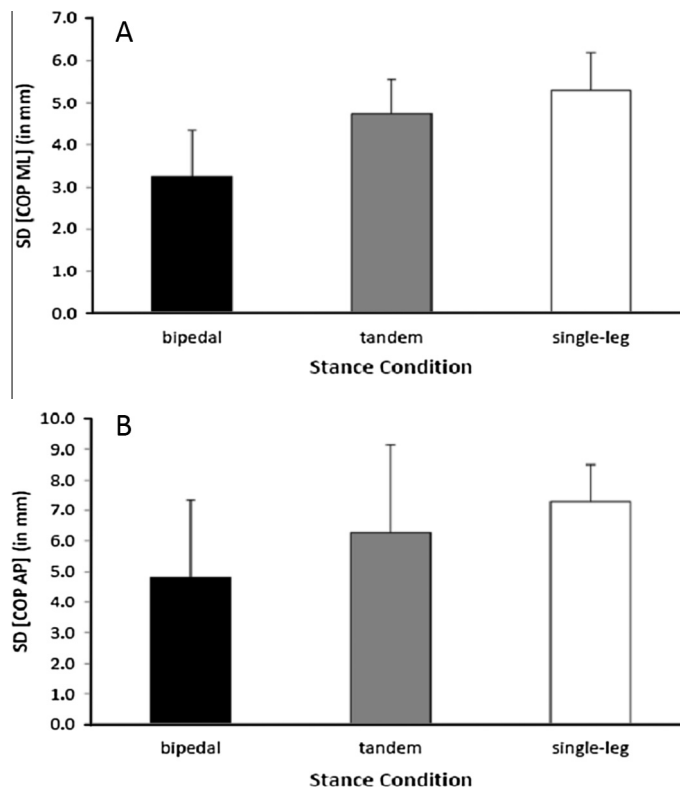 A
SD [COP ML] (in mm)
7.0
6.0
5.0
4.0
3.0
2.0
1.0
0.0
bipedal tandem single-leg
Stance Condition
B
SD [COP AP] (in mm)
10.0
9.0
8.0
7.0
6.0
5.0
4.0
3.0
2.0
1.0
0.0
bipedal tandem single-leg
Stance Condition